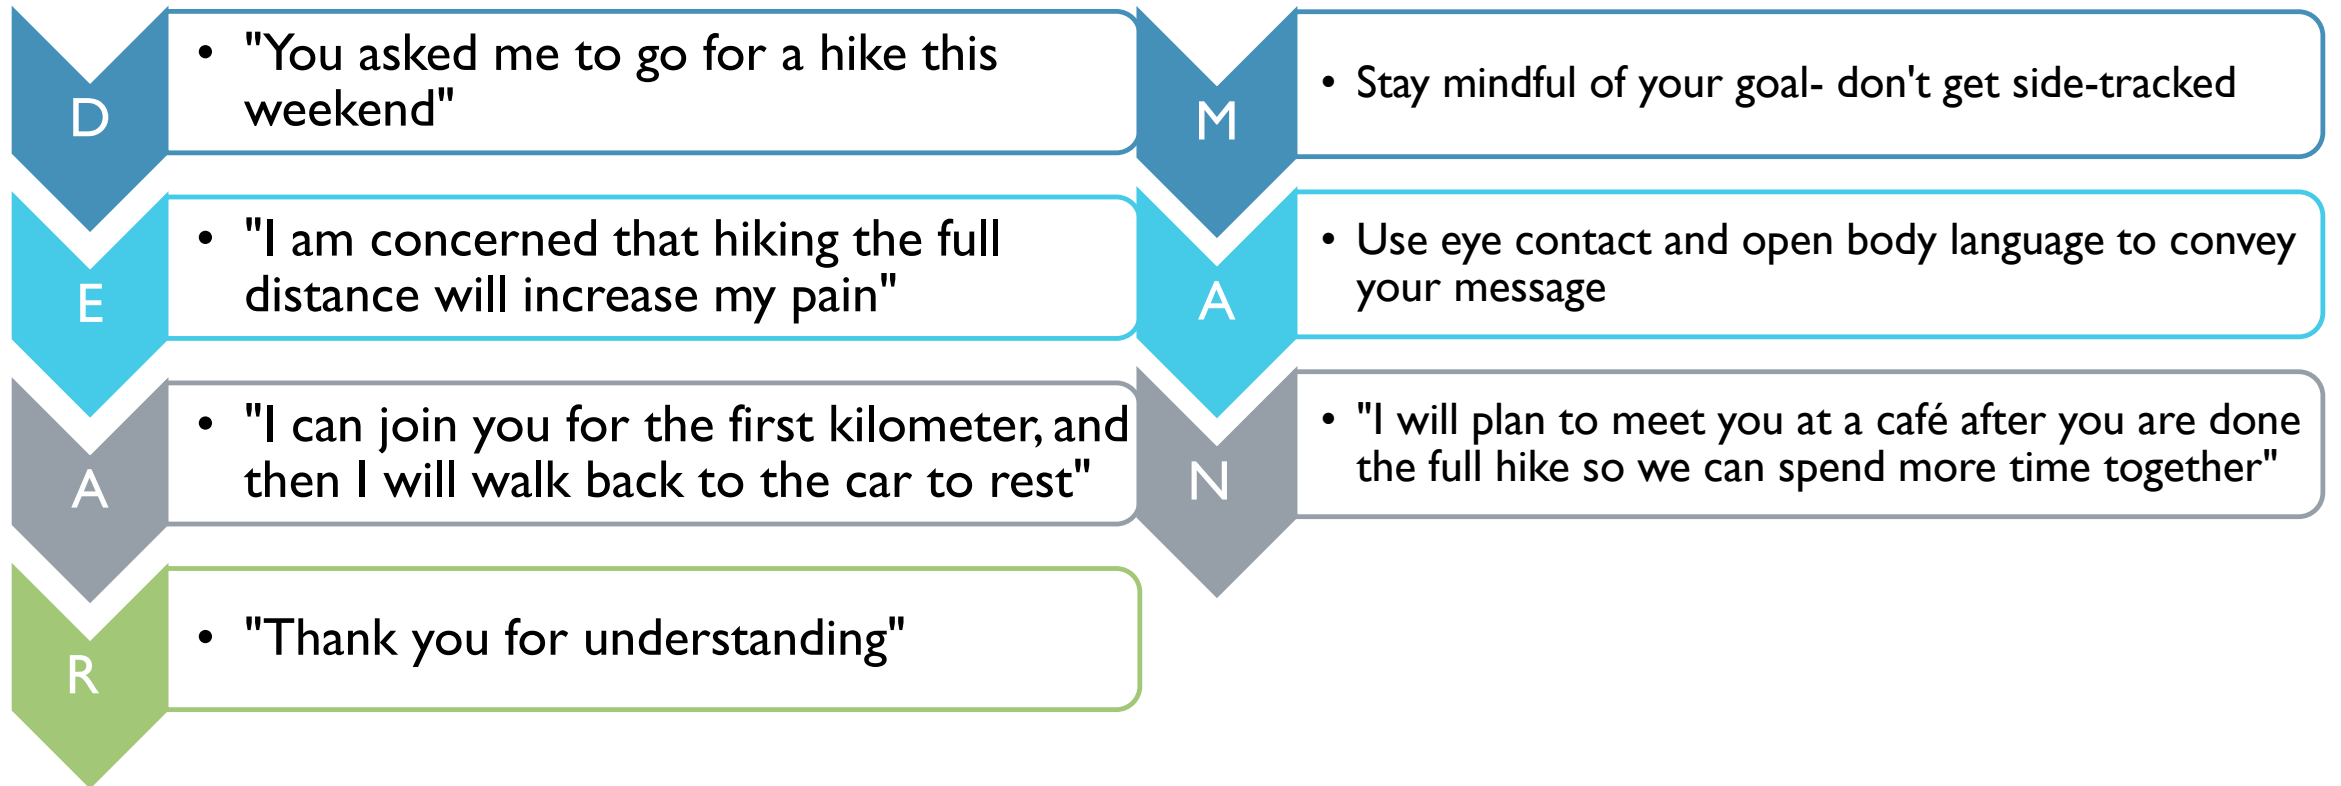 D
• "You asked me to go for a hike this
weekend"
E
• "I am concerned that hiking the full
distance will increase my pain"
A
• "I can join you for the first kilometer, and
then I will walk back to the car to rest"
R
• "Thank you for understanding"
M
• Stay mindful of your goal- don't get side-tracked
A
• Use eye contact and open body language to convey
your message
N
• "I will plan to meet you at a café after you are done
the full hike so we can spend more time together"